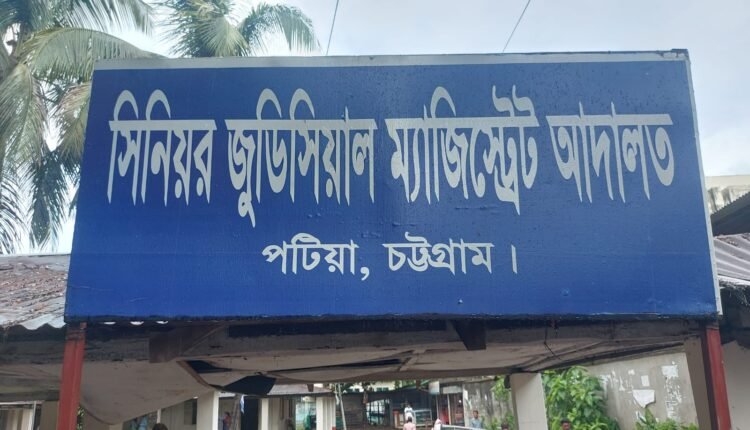 সিনিয়র জুডিসিয়াল ম্যাজিস্ট্রেট আদালত
পটিয়া, চট্টগ্রাম।